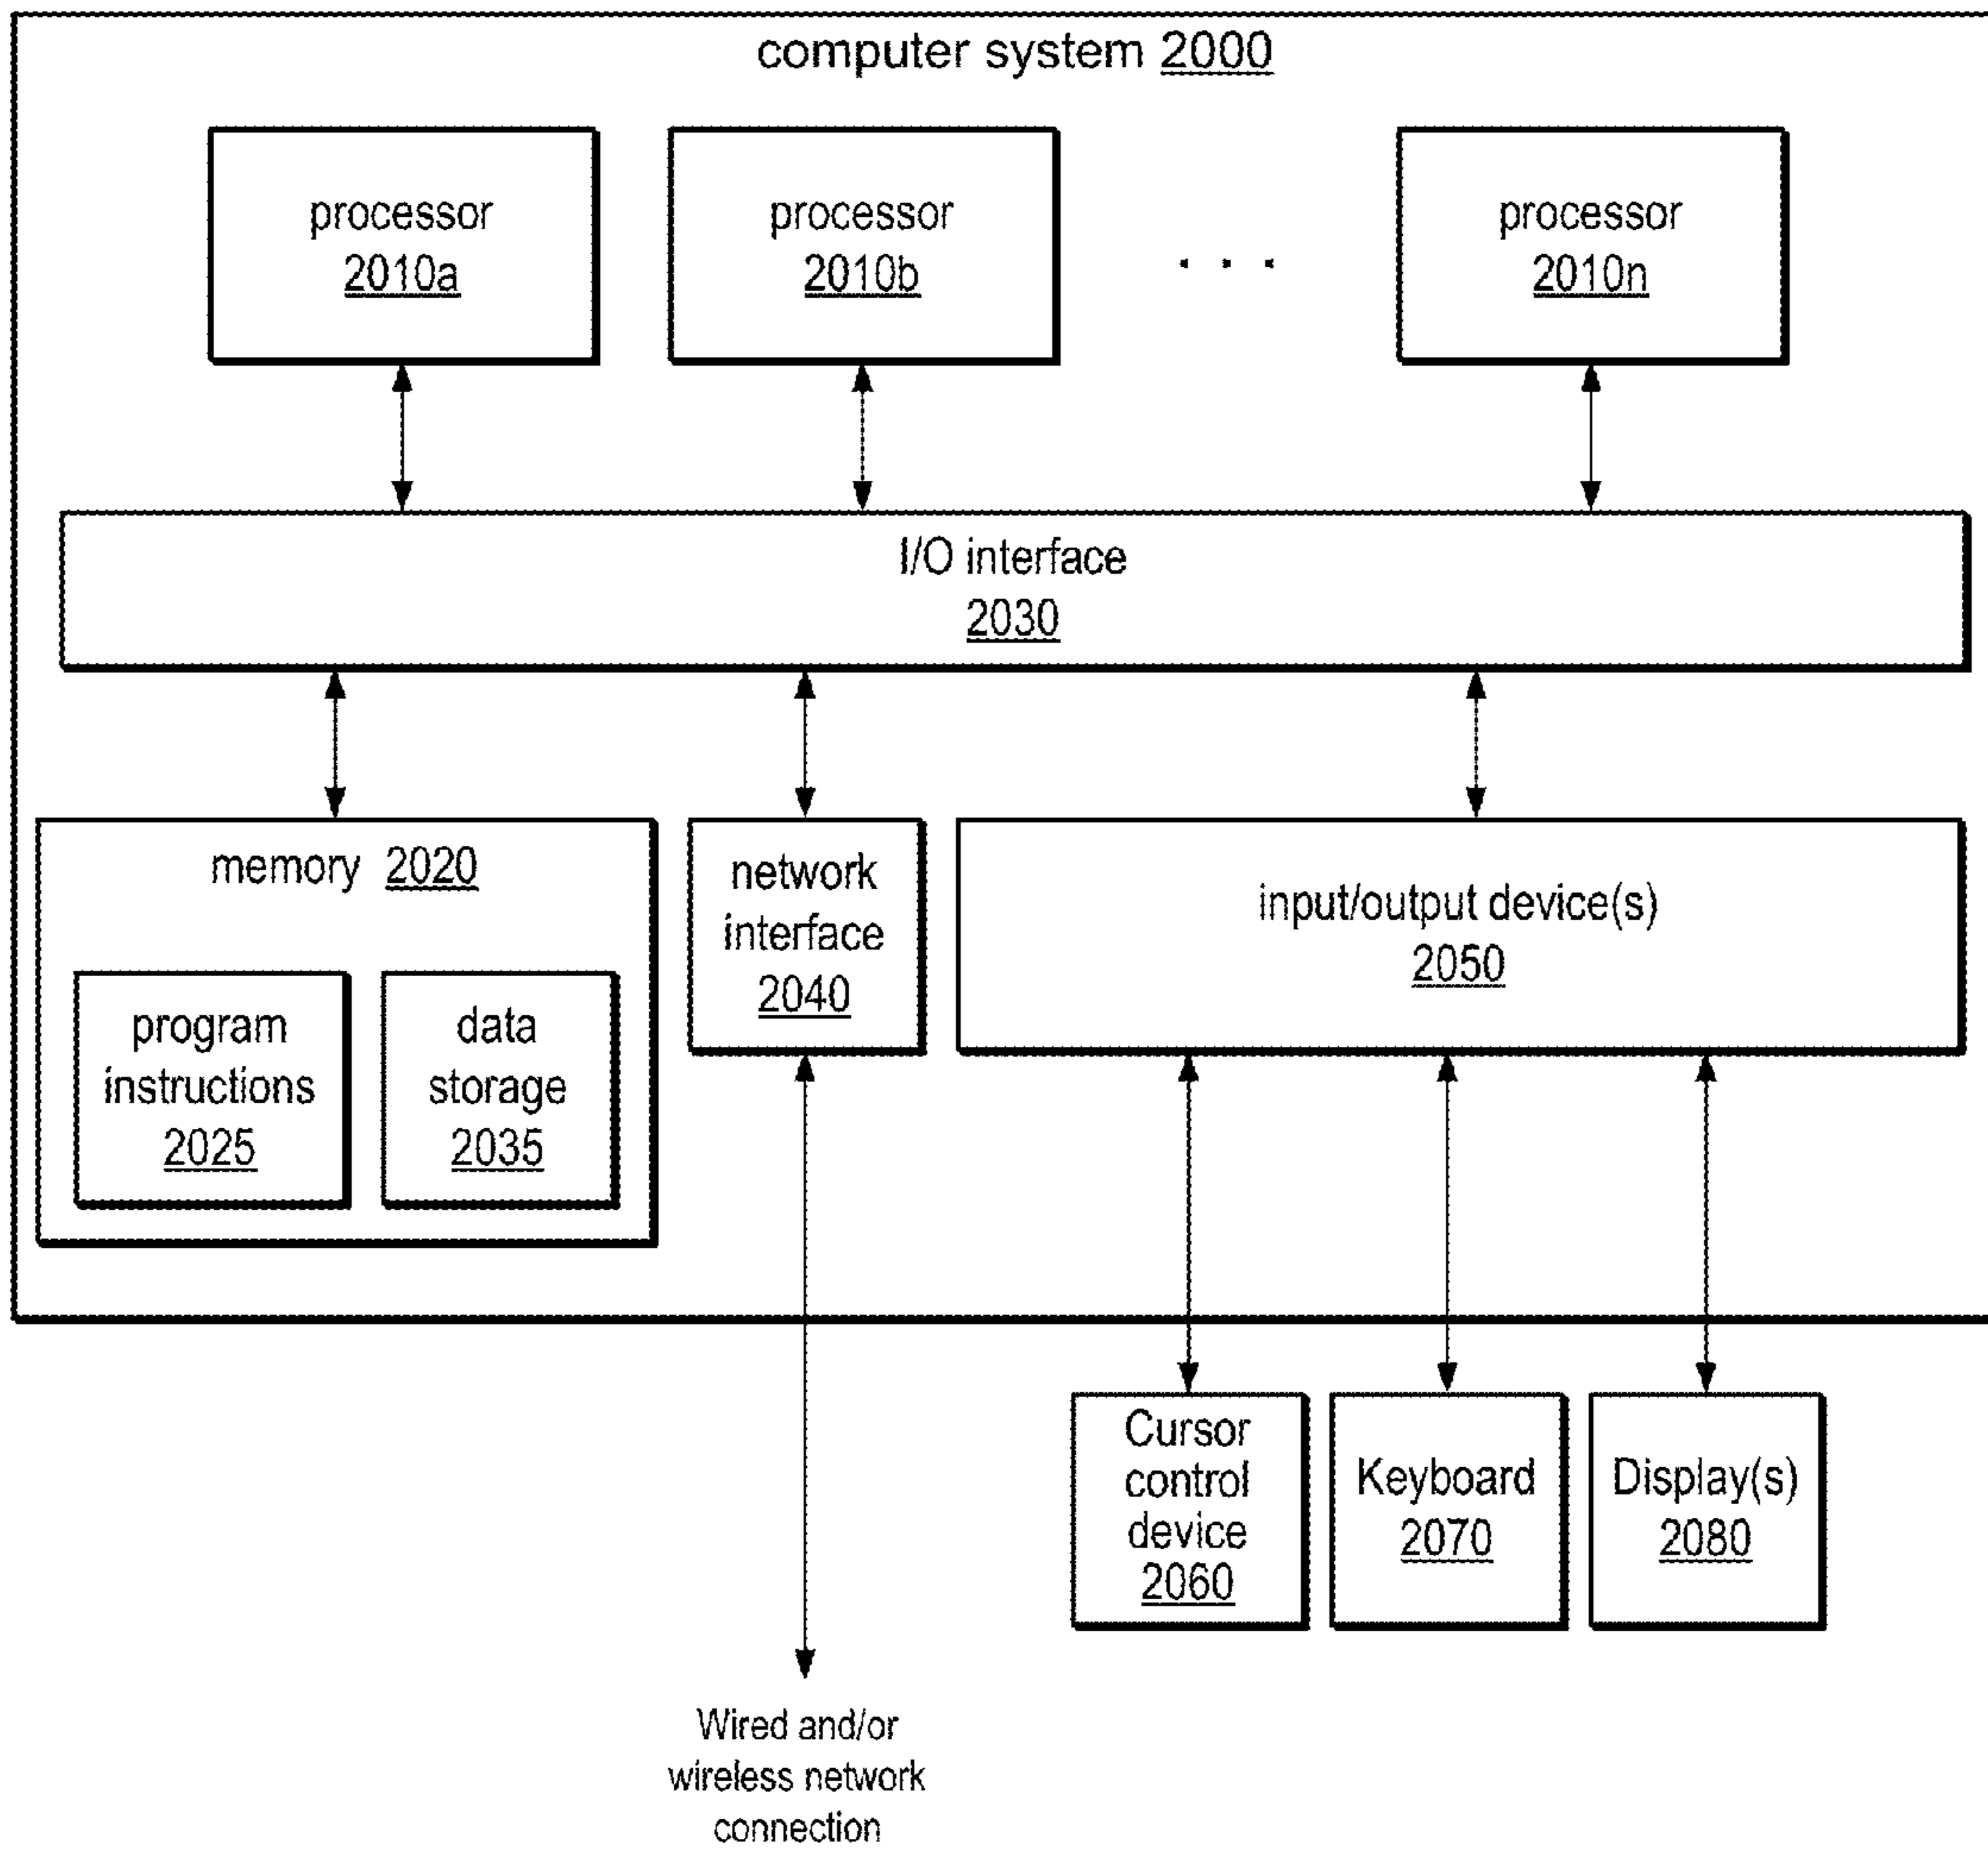 computer system 2000
processor
2010a
processor
2010b
. . .
processor
2010n
I/O interface
2030
memory 2020
program
instructions
2025
data
storage
2035
network
interface
2040
input/output device(s)
2050
Cursor
control
device
2060
Keyboard
2070
Display(s)
2080
Wired and/or
wireless network
connection